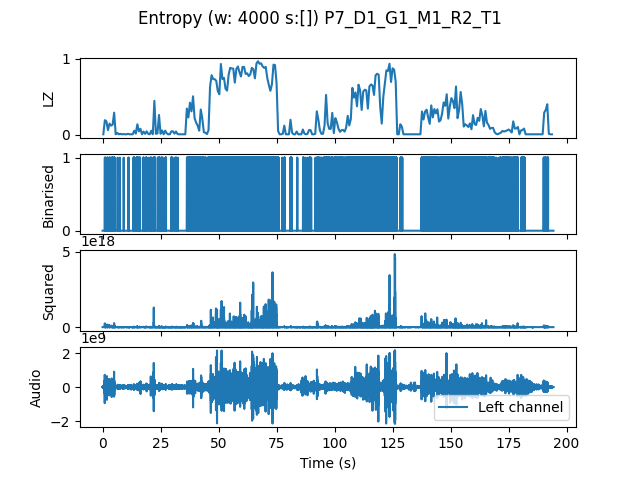 Entropy (w: 4000 s:[]) P7_D1_G1_M1_R2_T1
1
LZ
0
1
Binarised
0
1e18
5
Squared
0
1e9
2
Audio
0
−2
Left channel
0 25 50 75 100 125 150 175 200
Time (s)